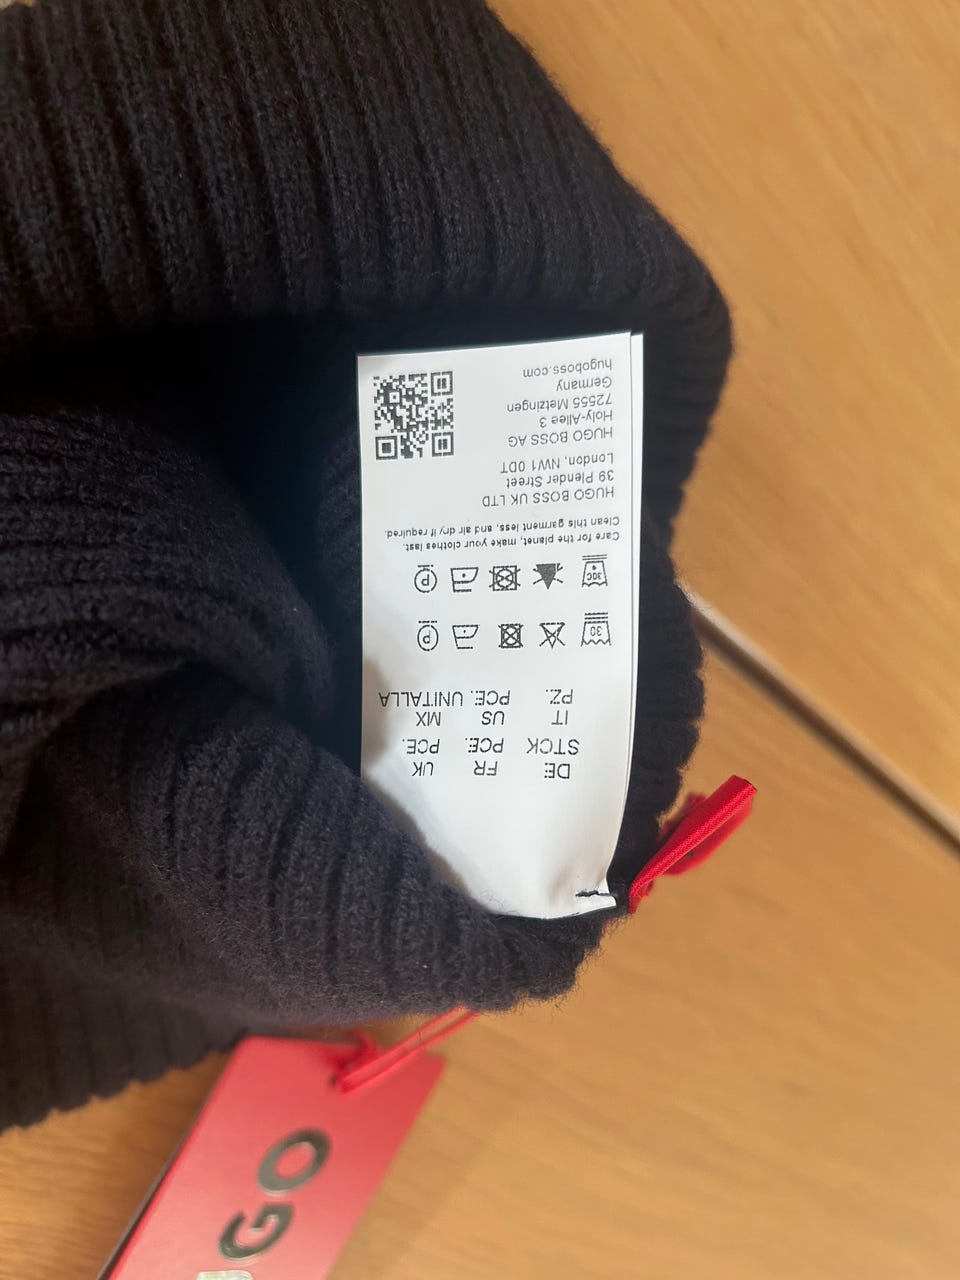 DE: FR UK
STCK PCE. PCE.
IT US MX
PZ. PCE. UNITALLA
30 P
30C P
Care for the planet, make your clothes last.
Clean this garment less, and air dry if required.
HUGO BOSS UK LTD
39 Plender Street
London, NW1 0DT
HUGO BOSS AG
Holy-Allee 3
72555 Metzingen
Germany
hugoboss.com
UGO